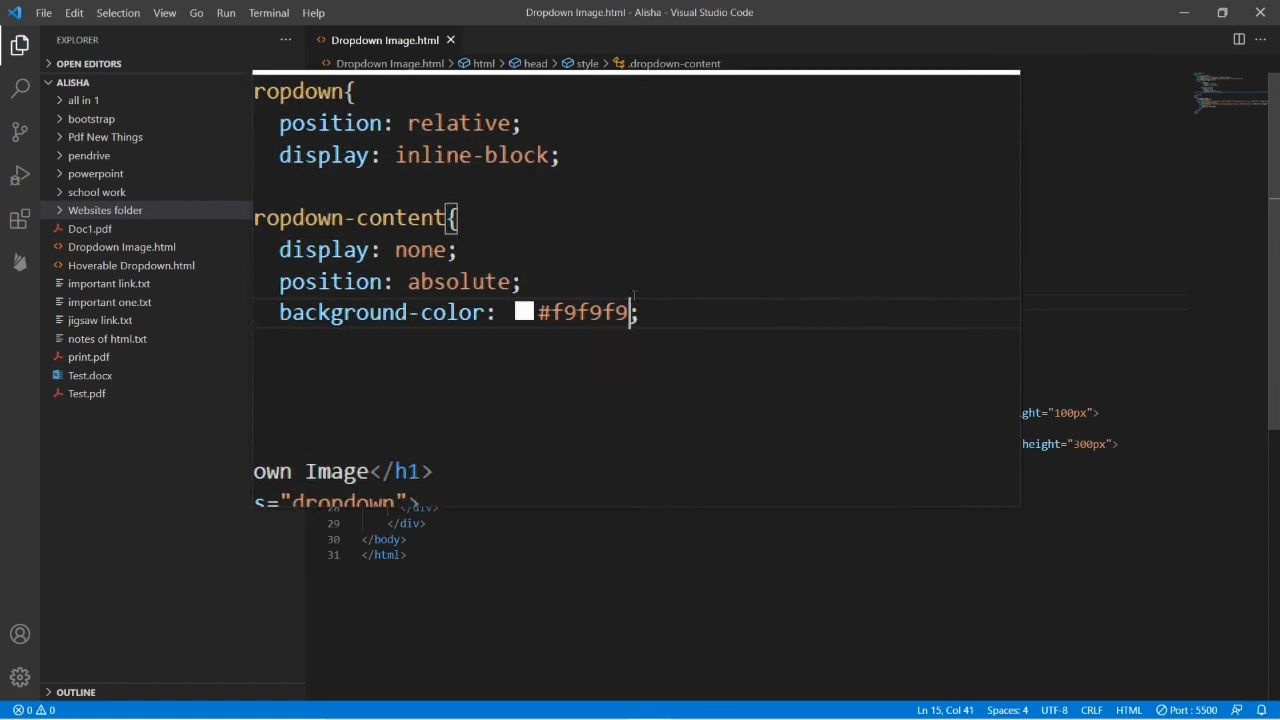 File Edit Selection View Go Run Terminal Help
Dropdown Image.html - Alisha - Visual Studio Code
EXPLORER
Dropdown Image.html
OPEN EDITORS
Dropdown Image.html > html > head > style > .dropdown-content
ALISHA
all in 1
bootstrap
Pdf New Things
pendrive
powerpoint
school work
Websites folder
Doc1.pdf
Dropdown Image.html
Hoverable Dropdown.html
important link.txt
important one.txt
jigsaw link.txt
notes of html.txt
print.pdf
Test.docx
Test.pdf
ropdown{
position: relative;
display: inline-block;
ropdown-content{
display: none;
position: absolute;
background-color: #f9f9f9;
ght="100px">
height="300px">
own Image</h1>
s="dropdown">
28 </div>
29 </div>
30 </body>
31 </html>
OUTLINE
0 0
Ln 15, Col 41 Spaces: 4 UTF-8 CRLF HTML Port : 5500